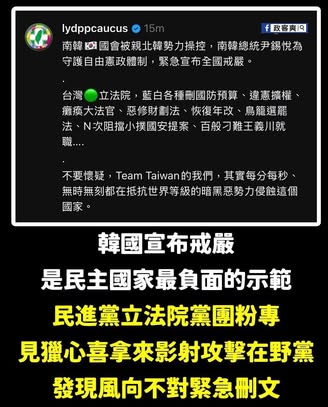 lydppcaucus 15m
政客爽
南韓🇰🇷國會被親北韓勢力操控，南韓總統尹錫悅為
守護自由憲政體制，緊急宣布全國戒嚴。
.
台灣🟢立法院，藍白各種刪國防預算、違憲擴權、
癱瘓大法官、惡修財劃法、恢復年改、烏龍選罷
法、N次阻擋小撲國安提案、百般刁難王義川就
職....
.
不要懷疑，Team Taiwan的我們，其實每分每秒、
無時無刻都在抵抗世界等級的暗黑惡勢力侵蝕這個
國家。
韓國宣布戒嚴
是民主國家最負面的示範
民進黨立法院黨團粉專
見獵心喜拿來影射攻擊在野黨
發現風向不對緊急刪文